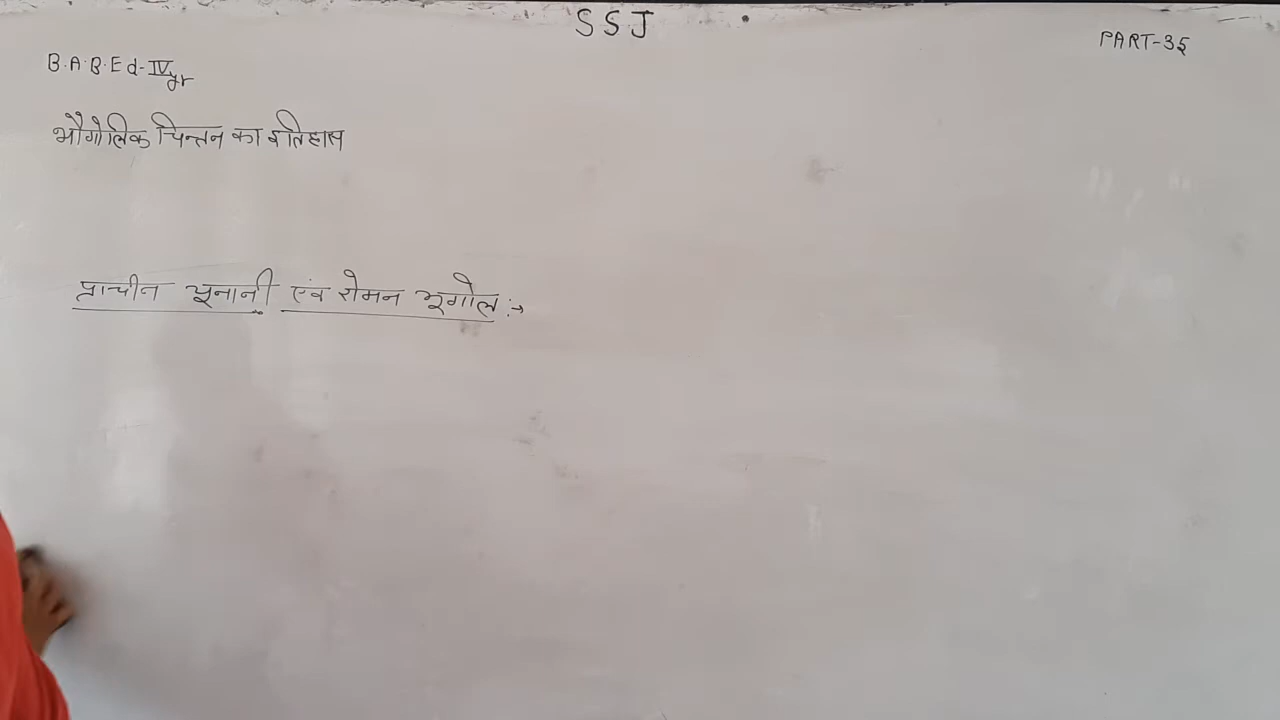 SSJ
PART-35
B.A.B.Ed-IV yr
भौगोलिक चिन्तन का इतिहास
प्राचीन यूनानी एवं रोमन भूगोल :→